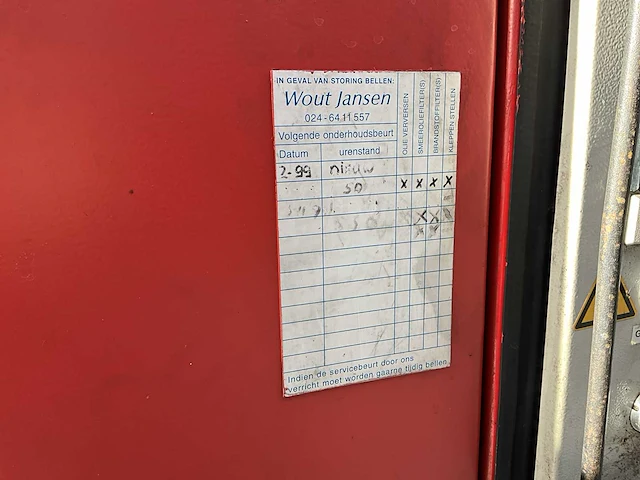 IN GEVAL VAN STORING BELLEN:
Wout Jansen
024-6411557
Volgende onderhoudsbeurt
Datum urenstand
OLIE VERVERSEN
SMEEROLIEFILTER(S)
BRANDSTOFFILTER(S)
KLEPPEN STELLEN
2-99 nieuw
50 x x x x
x x
Indien de servicebeurt door ons
verricht moet worden gaarne tijdig bellen